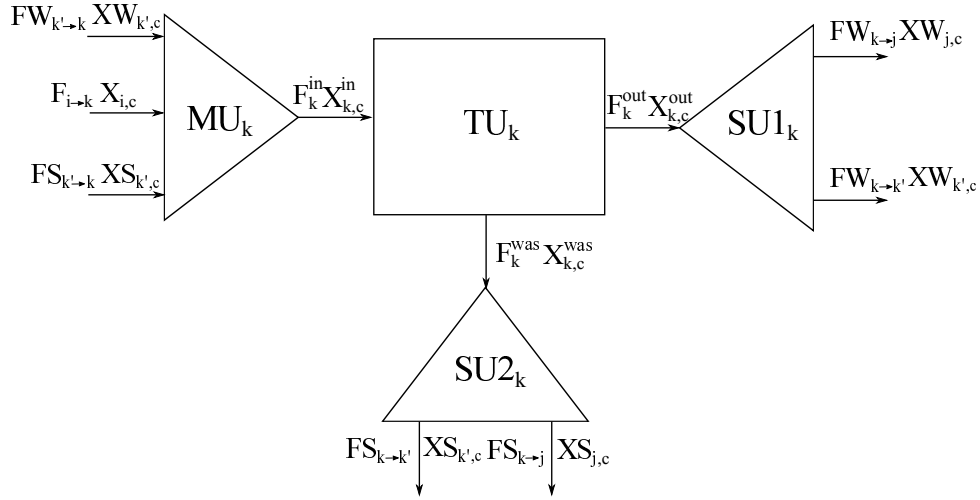 FW_{k'→k} XW_{k',c}
F_{i→k} X_{i,c}
FS_{k'→k} XS_{k',c}
MU_k
F_k^{in} X_{k,c}^{in}
TU_k
F_k^{out} X_{k,c}^{out}
SU1_k
FW_{k→j} XW_{j,c}
FW_{k→k'} XW_{k',c}
F_k^{was} X_{k,c}^{was}
SU2_k
FS_{k→k'} XS_{k',c} FS_{k→j} XS_{j,c}